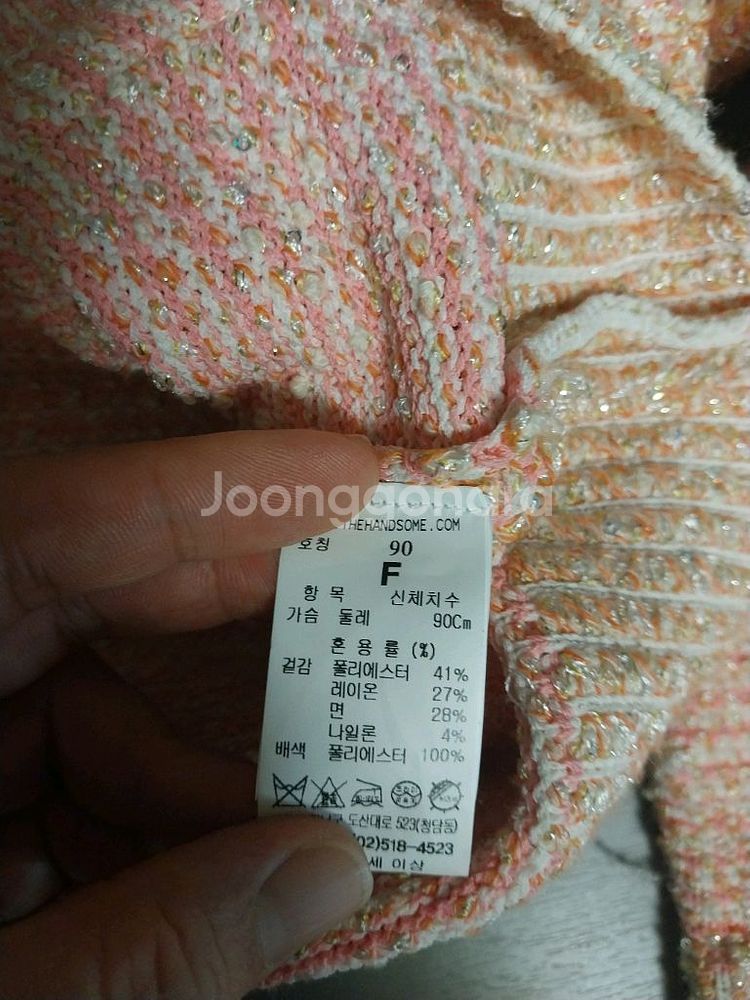 Joonggonara
THEHANDSOME.COM
호칭 90
F
항 목 신체치수
가슴 둘레 90Cm
혼 용 률 (%)
겉감 폴리에스터 41%
레이온 27%
면 28%
나일론 4%
배색 폴리에스터 100%
도산대로 523(청담동)
02)518-4523
세 이상